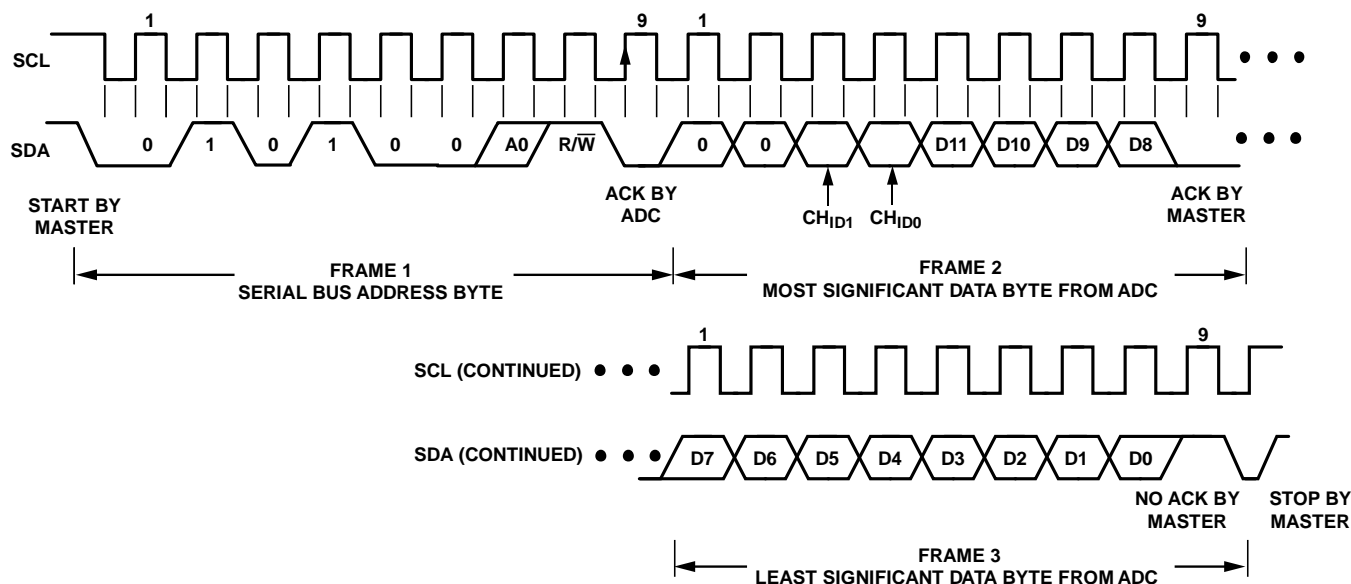 1 9 1 9
SCL
SDA 0 1 0 1 0 0 A0 R/W̅ 0 0 D11 D10 D9 D8
START BY
MASTER
ACK BY
ADC
CH_ID1 CH_ID0
ACK BY
MASTER
FRAME 1
SERIAL BUS ADDRESS BYTE
FRAME 2
MOST SIGNIFICANT DATA BYTE FROM ADC
1 9
SCL (CONTINUED)
SDA (CONTINUED) D7 D6 D5 D4 D3 D2 D1 D0
NO ACK BY
MASTER
STOP BY
MASTER
FRAME 3
LEAST SIGNIFICANT DATA BYTE FROM ADC